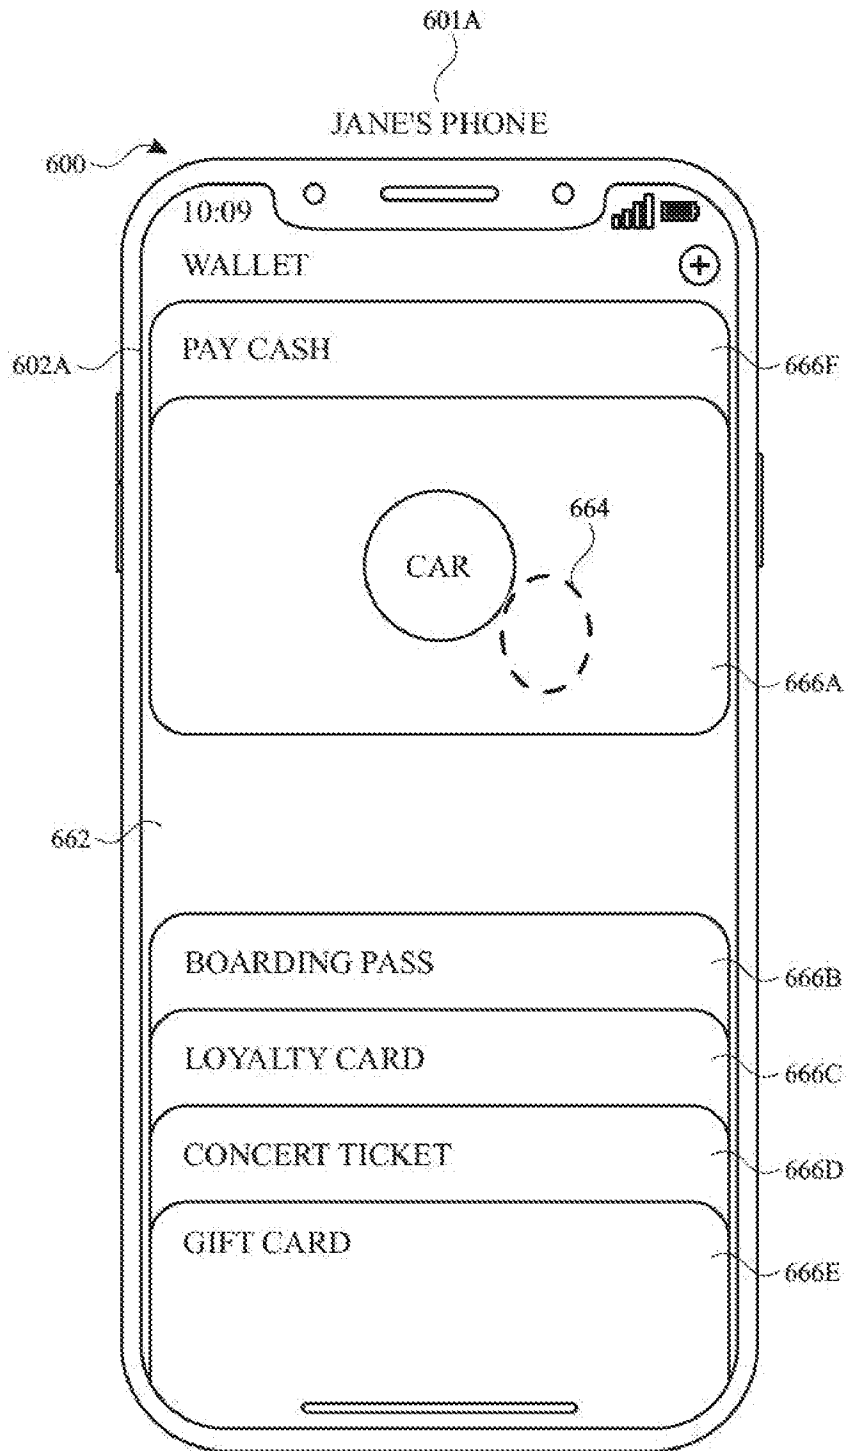 601A
JANE'S PHONE
600
10:09
WALLET
602A
PAY CASH
666F
664
CAR
666A
662
BOARDING PASS
666B
LOYALTY CARD
666C
CONCERT TICKET
666D
GIFT CARD
666E